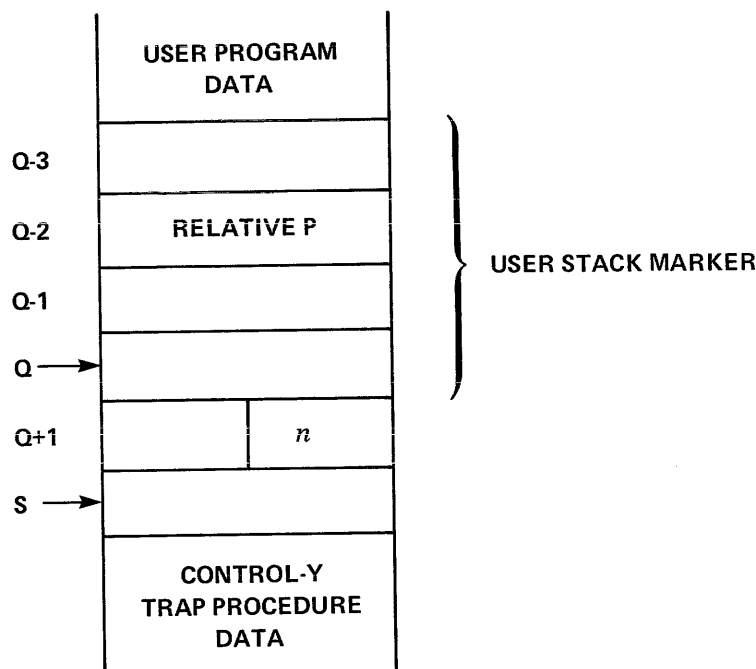 USER PROGRAM
DATA
Q-3
Q-2
RELATIVE P
Q-1
USER STACK MARKER
Q
Q+1
n
S
CONTROL-Y
TRAP PROCEDURE
DATA